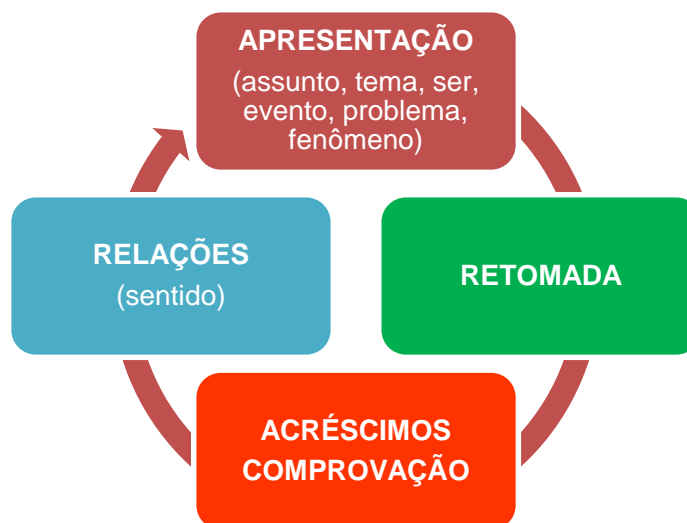 APRESENTAÇÃO
(assunto, tema, ser,
evento, problema,
fenômeno)
RETOMADA
ACRÉSCIMOS
COMPROVAÇÃO
RELAÇÕES
(sentido)